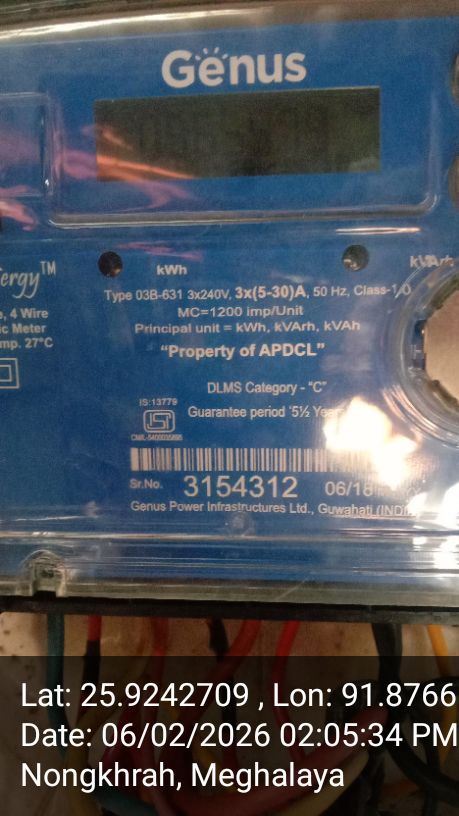 Genus
ergy™
kWh
kVArh
Type 03B-631 3x240V, 3x(5-30)A, 50 Hz, Class-1.0
, 4 Wire
ic Meter
mp. 27°C
MC=1200 imp/Unit
Principal unit = kWh, kVArh, kVAh
"Property of APDCL"
DLMS Category - "C"
IS:13779
Guarantee period '5½ Years
Sr.No. 3154312 06/18
Genus Power Infrastructures Ltd., Guwahati (INDI
Lat: 25.9242709 , Lon: 91.8766
Date: 06/02/2026 02:05:34 PM
Nongkhrah, Meghalaya